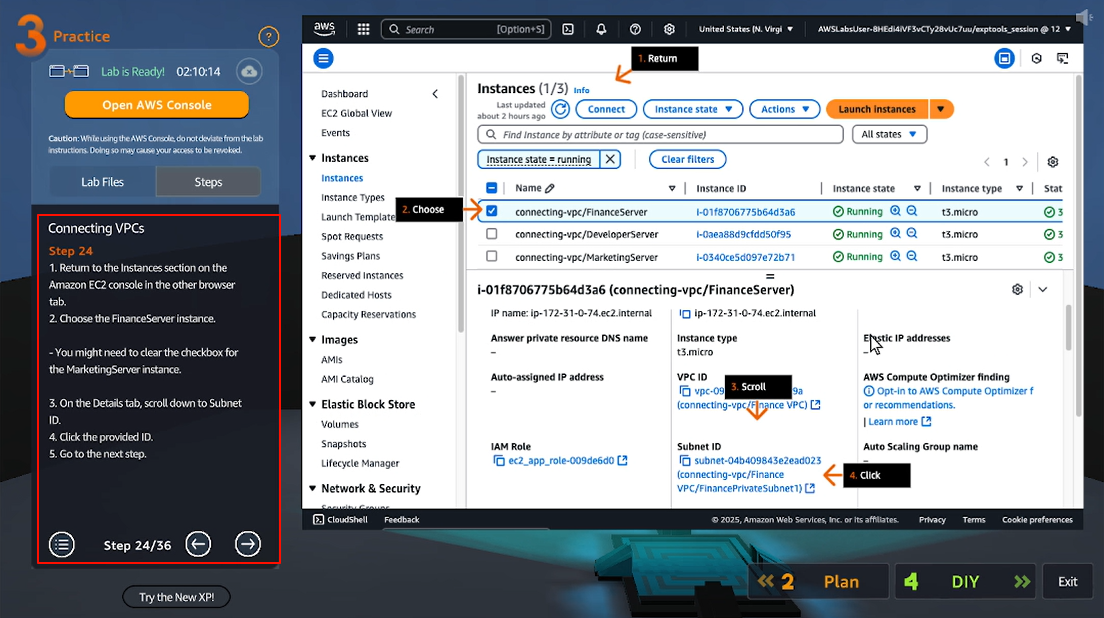 3 Practice
?
Lab is Ready! 02:10:14
Open AWS Console
Caution: While using the AWS Console, do not deviate from the lab
instructions. Doing so may cause your access to be revoked.
Lab Files
Steps
Connecting VPCs
Step 24
1. Return to the Instances section on the
Amazon EC2 console in the other browser
tab.
2. Choose the FinanceServer instance.
- You might need to clear the checkbox for
the MarketingServer instance.
3. On the Details tab, scroll down to Subnet
ID.
4. Click the provided ID.
5. Go to the next step.
Step 24/36
Try the New XP!
aws
Search [Option+S]
United States (N. Virgi
AWSLabsUser-8HEdi4iVF3vCTy28vUc7uu/exptools_session @ 12
1. Return
Dashboard
EC2 Global View
Events
Instances
Instances
Instance Types
Launch Template
Spot Requests
Savings Plans
Reserved Instances
Dedicated Hosts
Capacity Reservations
Images
AMIs
AMI Catalog
Elastic Block Store
Volumes
Snapshots
Lifecycle Manager
Network & Security
Security Groups
Instances (1/3) Info
Last updated
about 2 hours ago
Connect
Instance state
Actions
Launch instances
Find Instance by attribute or tag (case-sensitive)
All states
Instance state = running
Clear filters
1
Name Instance ID Instance state Instance type Stat
2. Choose
connecting-vpc/FinanceServer i-01f8706775b64d3a6 Running t3.micro 3
connecting-vpc/DeveloperServer i-0aea88d9cfdd50f95 Running t3.micro 3
connecting-vpc/MarketingServer i-0340ce5d097e72b71 Running t3.micro 3
i-01f8706775b64d3a6 (connecting-vpc/FinanceServer)
IP name: ip-172-31-0-74.ec2.internal
ip-172-31-0-74.ec2.internal
Answer private resource DNS name
–
Instance type
t3.micro
Elastic IP addresses
–
Auto-assigned IP address
–
VPC ID
vpc-09
9a
(connecting-vpc/Finance VPC)
3. Scroll
AWS Compute Optimizer finding
Opt-in to AWS Compute Optimizer f
or recommendations.
| Learn more
IAM Role
ec2_app_role-009de6d0
Subnet ID
subnet-04b409843e2ead023
(connecting-vpc/Finance
VPC/FinancePrivateSubnet1)
4. Click
Auto Scaling Group name
–
CloudShell Feedback
© 2025, Amazon Web Services, Inc. or its affiliates. Privacy Terms Cookie preferences
2 Plan
4 DIY
Exit